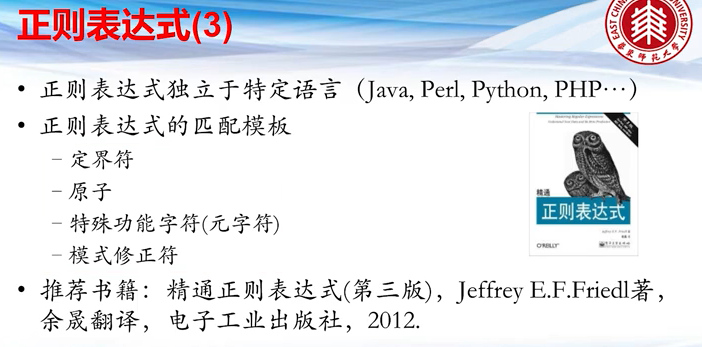 正则表达式(3)
EAST CHINA UNIVERSITY
华东师范大学
• 正则表达式独立于特定语言（Java, Perl, Python, PHP…）
• 正则表达式的匹配模板
– 定界符
– 原子
– 特殊功能字符(元字符)
– 模式修正符
精通
正则表达式
O'REILLY
• 推荐书籍：精通正则表达式(第三版)，Jeffrey E.F.Friedl著，
余晟翻译，电子工业出版社，2012.